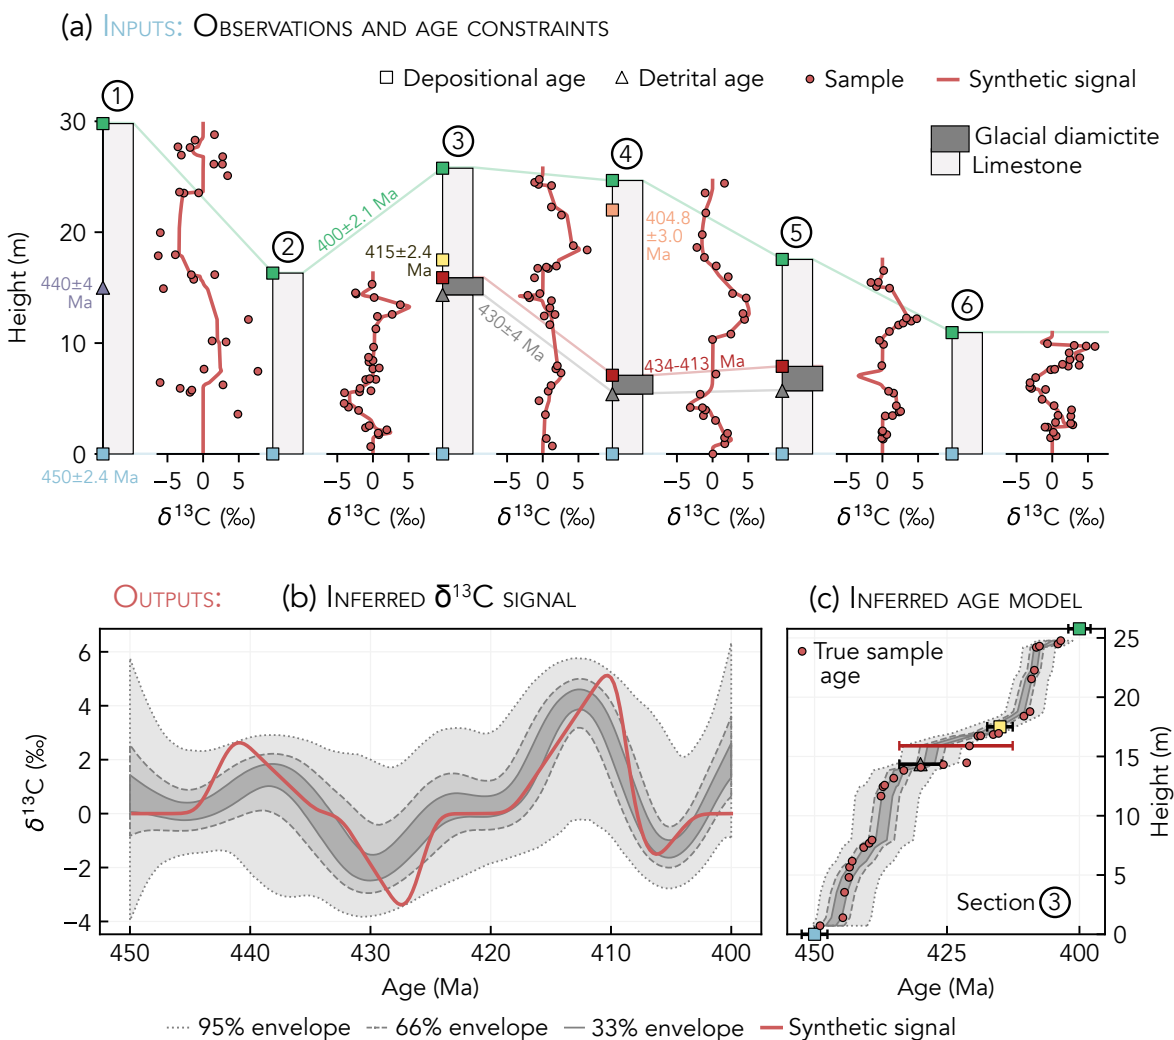 (a) INPUTS: OBSERVATIONS AND AGE CONSTRAINTS
Depositional age
Detrital age
Sample
Synthetic signal
Glacial diamictite
Limestone
1
2
3
4
5
6
Height (m)
30
20
10
0
440±4
Ma
450±2.4 Ma
400±2.1 Ma
415±2.4
Ma
430±4 Ma
404.8
±3.0
Ma
434-413 Ma
−5 0 5
−5 0 5
−5 0 5
−5 0 5
−5 0 5
−5 0 5
δ¹³C (‰)
δ¹³C (‰)
δ¹³C (‰)
δ¹³C (‰)
δ¹³C (‰)
δ¹³C (‰)
OUTPUTS: (b) INFERRED δ¹³C SIGNAL
δ¹³C (‰)
6
4
2
0
−2
−4
450 440 430 420 410 400
Age (Ma)
95% envelope 66% envelope 33% envelope Synthetic signal
(c) INFERRED AGE MODEL
True sample
age
Section 3
25
20
15
10
5
0
Height (m)
450 425 400
Age (Ma)